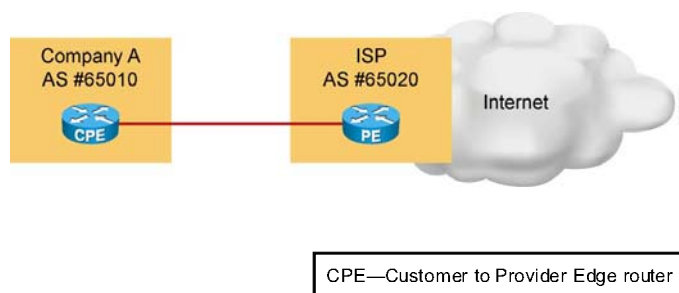 Company A
AS #65010
CPE
ISP
AS #65020
PE
Internet
CPE—Customer to Provider Edge router